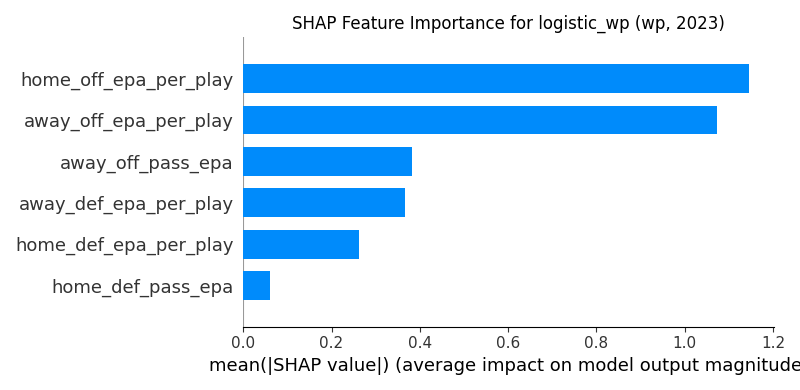 SHAP Feature Importance for logistic_wp (wp, 2023)
home_off_epa_per_play
away_off_epa_per_play
away_off_pass_epa
away_def_epa_per_play
home_def_epa_per_play
home_def_pass_epa
0.0 0.2 0.4 0.6 0.8 1.0 1.2
mean(|SHAP value|) (average impact on model output magnitude